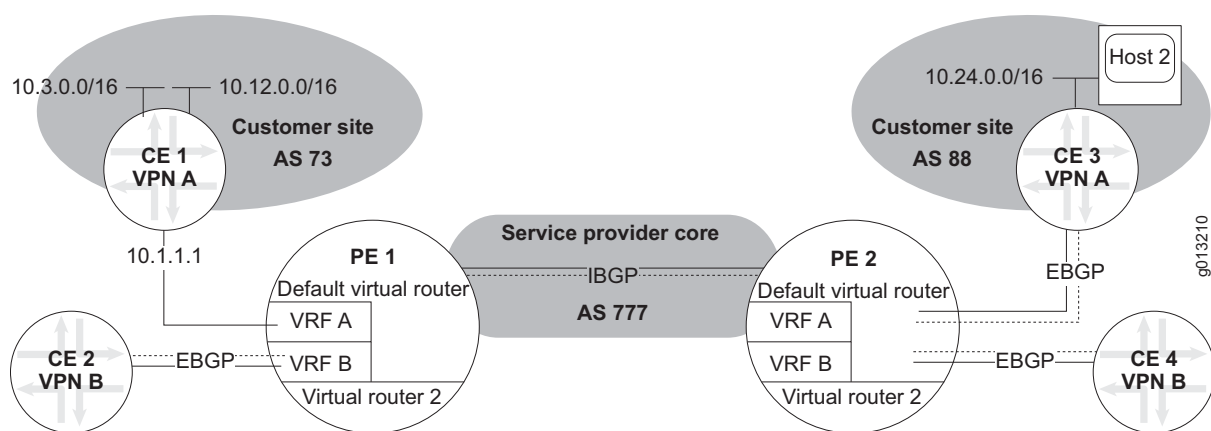 10.3.0.0/16
10.12.0.0/16
Customer site
AS 73
CE 1
VPN A
10.1.1.1
CE 2
VPN B
EBGP
PE 1
Default virtual router
VRF A
VRF B
Virtual router 2
Service provider core
IBGP
AS 777
PE 2
Default virtual router
VRF A
VRF B
Virtual router 2
10.24.0.0/16
Host 2
Customer site
AS 88
CE 3
VPN A
EBGP
EBGP
CE 4
VPN B
g013210